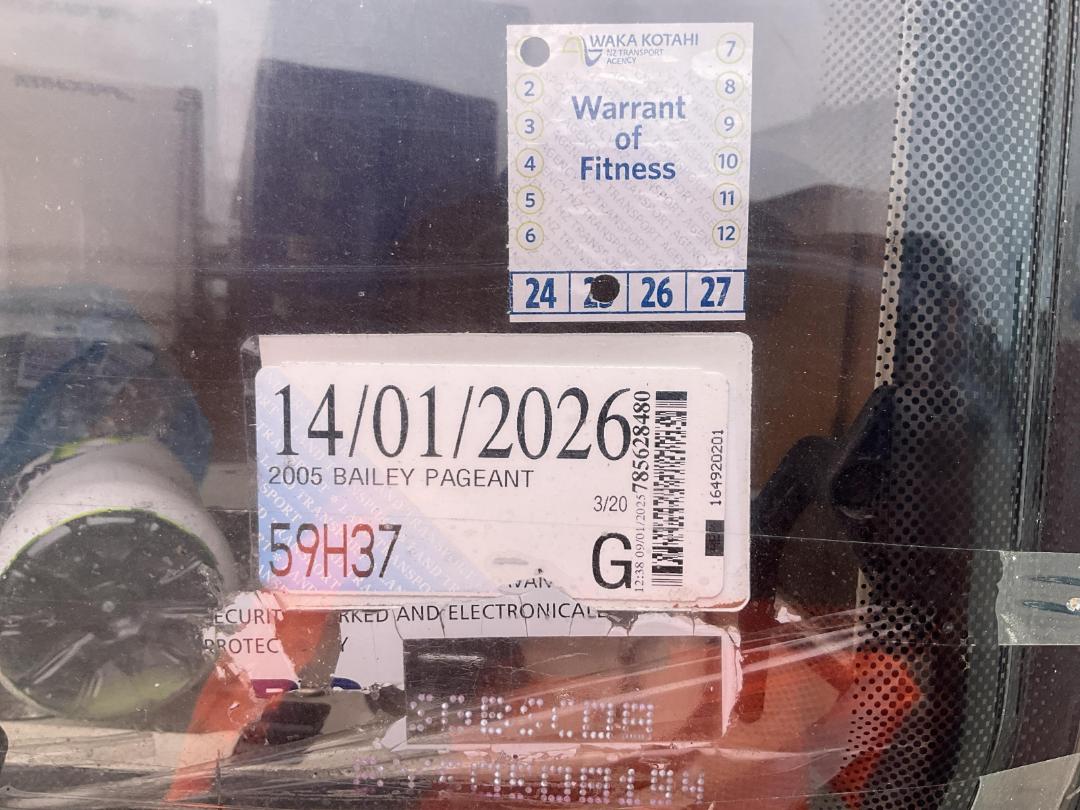 WAKA KOTAHI
NZ TRANSPORT
AGENCY
7
2
8
Warrant
of
Fitness
3
9
4
10
5
11
6
12
24
26
27
14/01/2026
2005 BAILEY PAGEANT
3/20
59H37
G
12:38 09/01/2025
785628480
164920201
RKED AND ELECTRONICAL